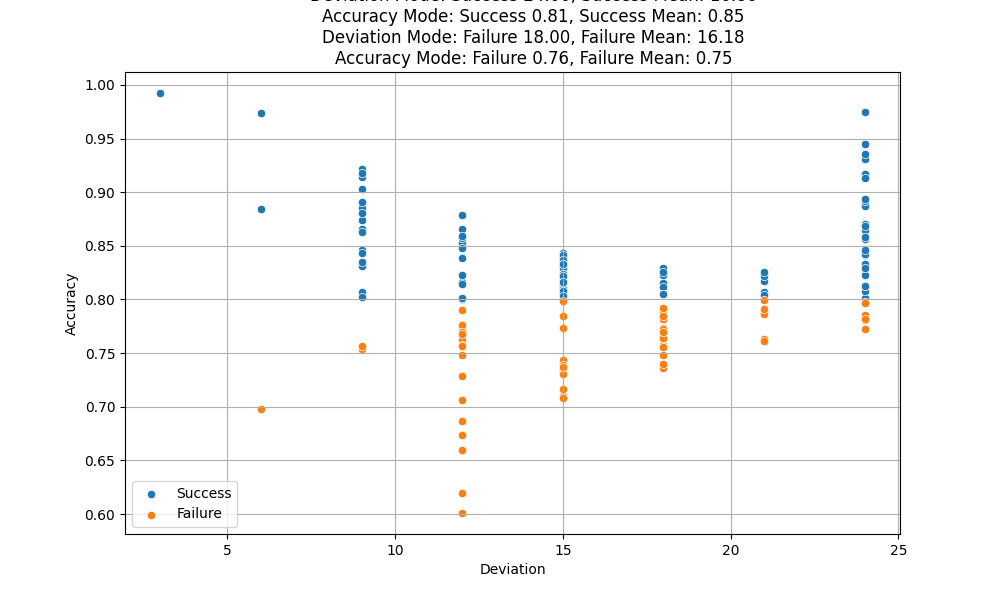 Accuracy Mode: Success 0.81, Success Mean: 0.85
Deviation Mode: Failure 18.00, Failure Mean: 16.18
Accuracy Mode: Failure 0.76, Failure Mean: 0.75
1.00
0.95
0.90
0.85
0.80
0.75
0.70
0.65
0.60
Accuracy
Success
Failure
5
10
15
20
25
Deviation